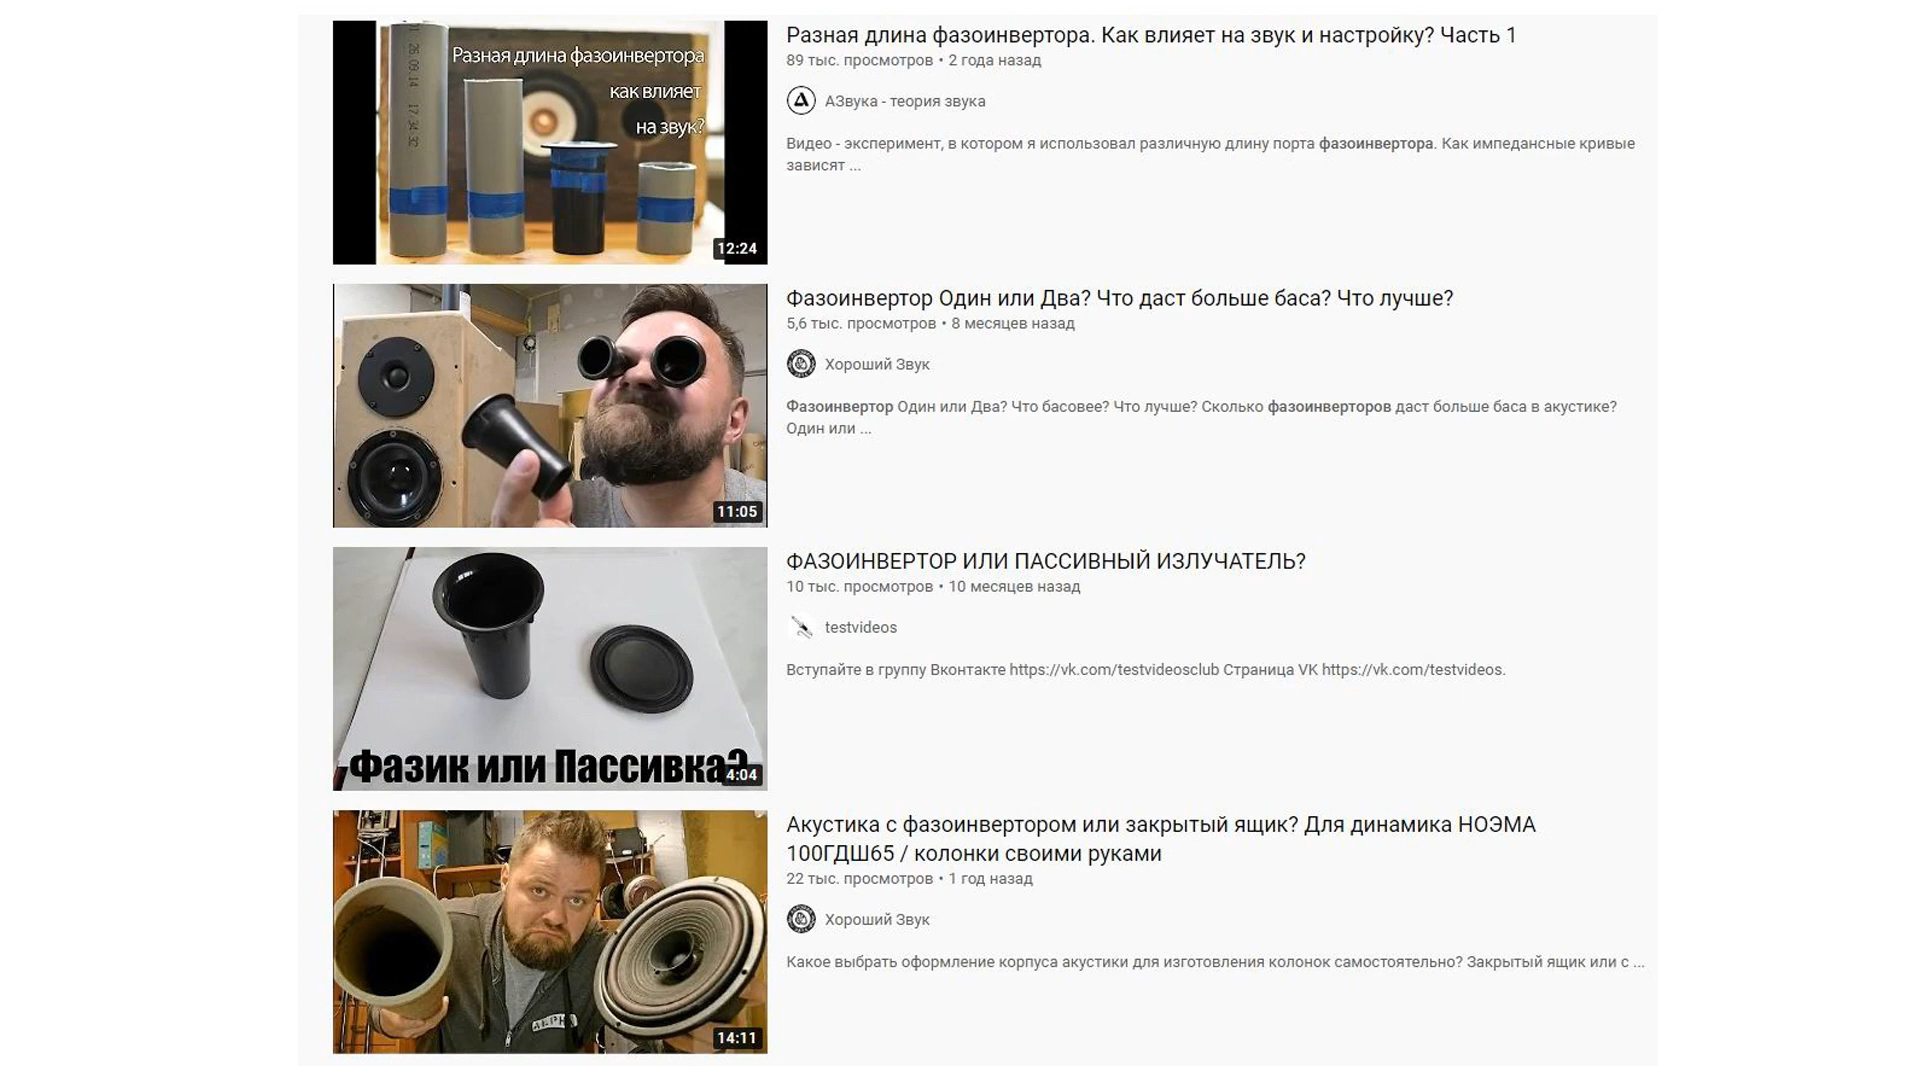 Разная длина фазоинвертора
как влияет
на звук?
26.09.14 17:34:32
12:24
Разная длина фазоинвертора. Как влияет на звук и настройку? Часть 1
89 тыс. просмотров • 2 года назад
АЗвука - теория звука
Видео - эксперимент, в котором я использовал различную длину порта фазоинвертора. Как импедансные кривые
зависят ...
11:05
Фазоинвертор Один или Два? Что даст больше баса? Что лучше?
5,6 тыс. просмотров • 8 месяцев назад
Хороший Звук
Фазоинвертор Один или Два? Что басовее? Что лучше? Сколько фазоинверторов даст больше баса в акустике?
Один или ...
Фазик или Пассивка?
4:04
ФАЗОИНВЕРТОР ИЛИ ПАССИВНЫЙ ИЗЛУЧАТЕЛЬ?
10 тыс. просмотров • 10 месяцев назад
testvideos
Вступайте в группу Вконтакте https://vk.com/testvideosclub Страница VK https://vk.com/testvideos.
ALPHA
14:11
Акустика с фазоинвертором или закрытый ящик? Для динамика НОЭМА
100ГДШ65 / колонки своими руками
22 тыс. просмотров • 1 год назад
Хороший Звук
Какое выбрать оформление корпуса акустики для изготовления колонок самостоятельно? Закрытый ящик или с ...